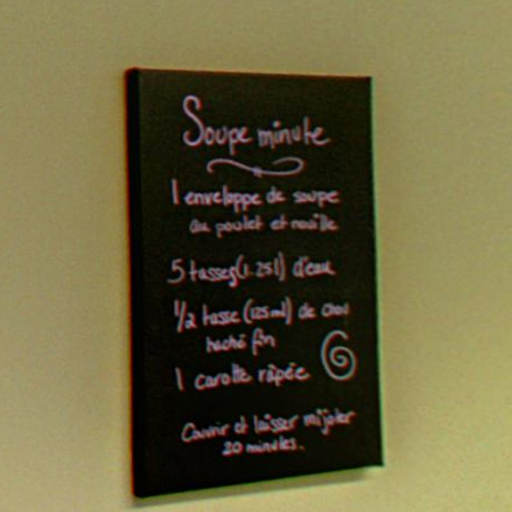 Soupe minute
1 enveloppe de soupe
au poulet et nouille
5 tasses (1.25 l) d'eau
1/2 tasse (125 ml) de chou
haché fin
1 carotte râpée
Couvrir et laisser mijoter
20 minutes.